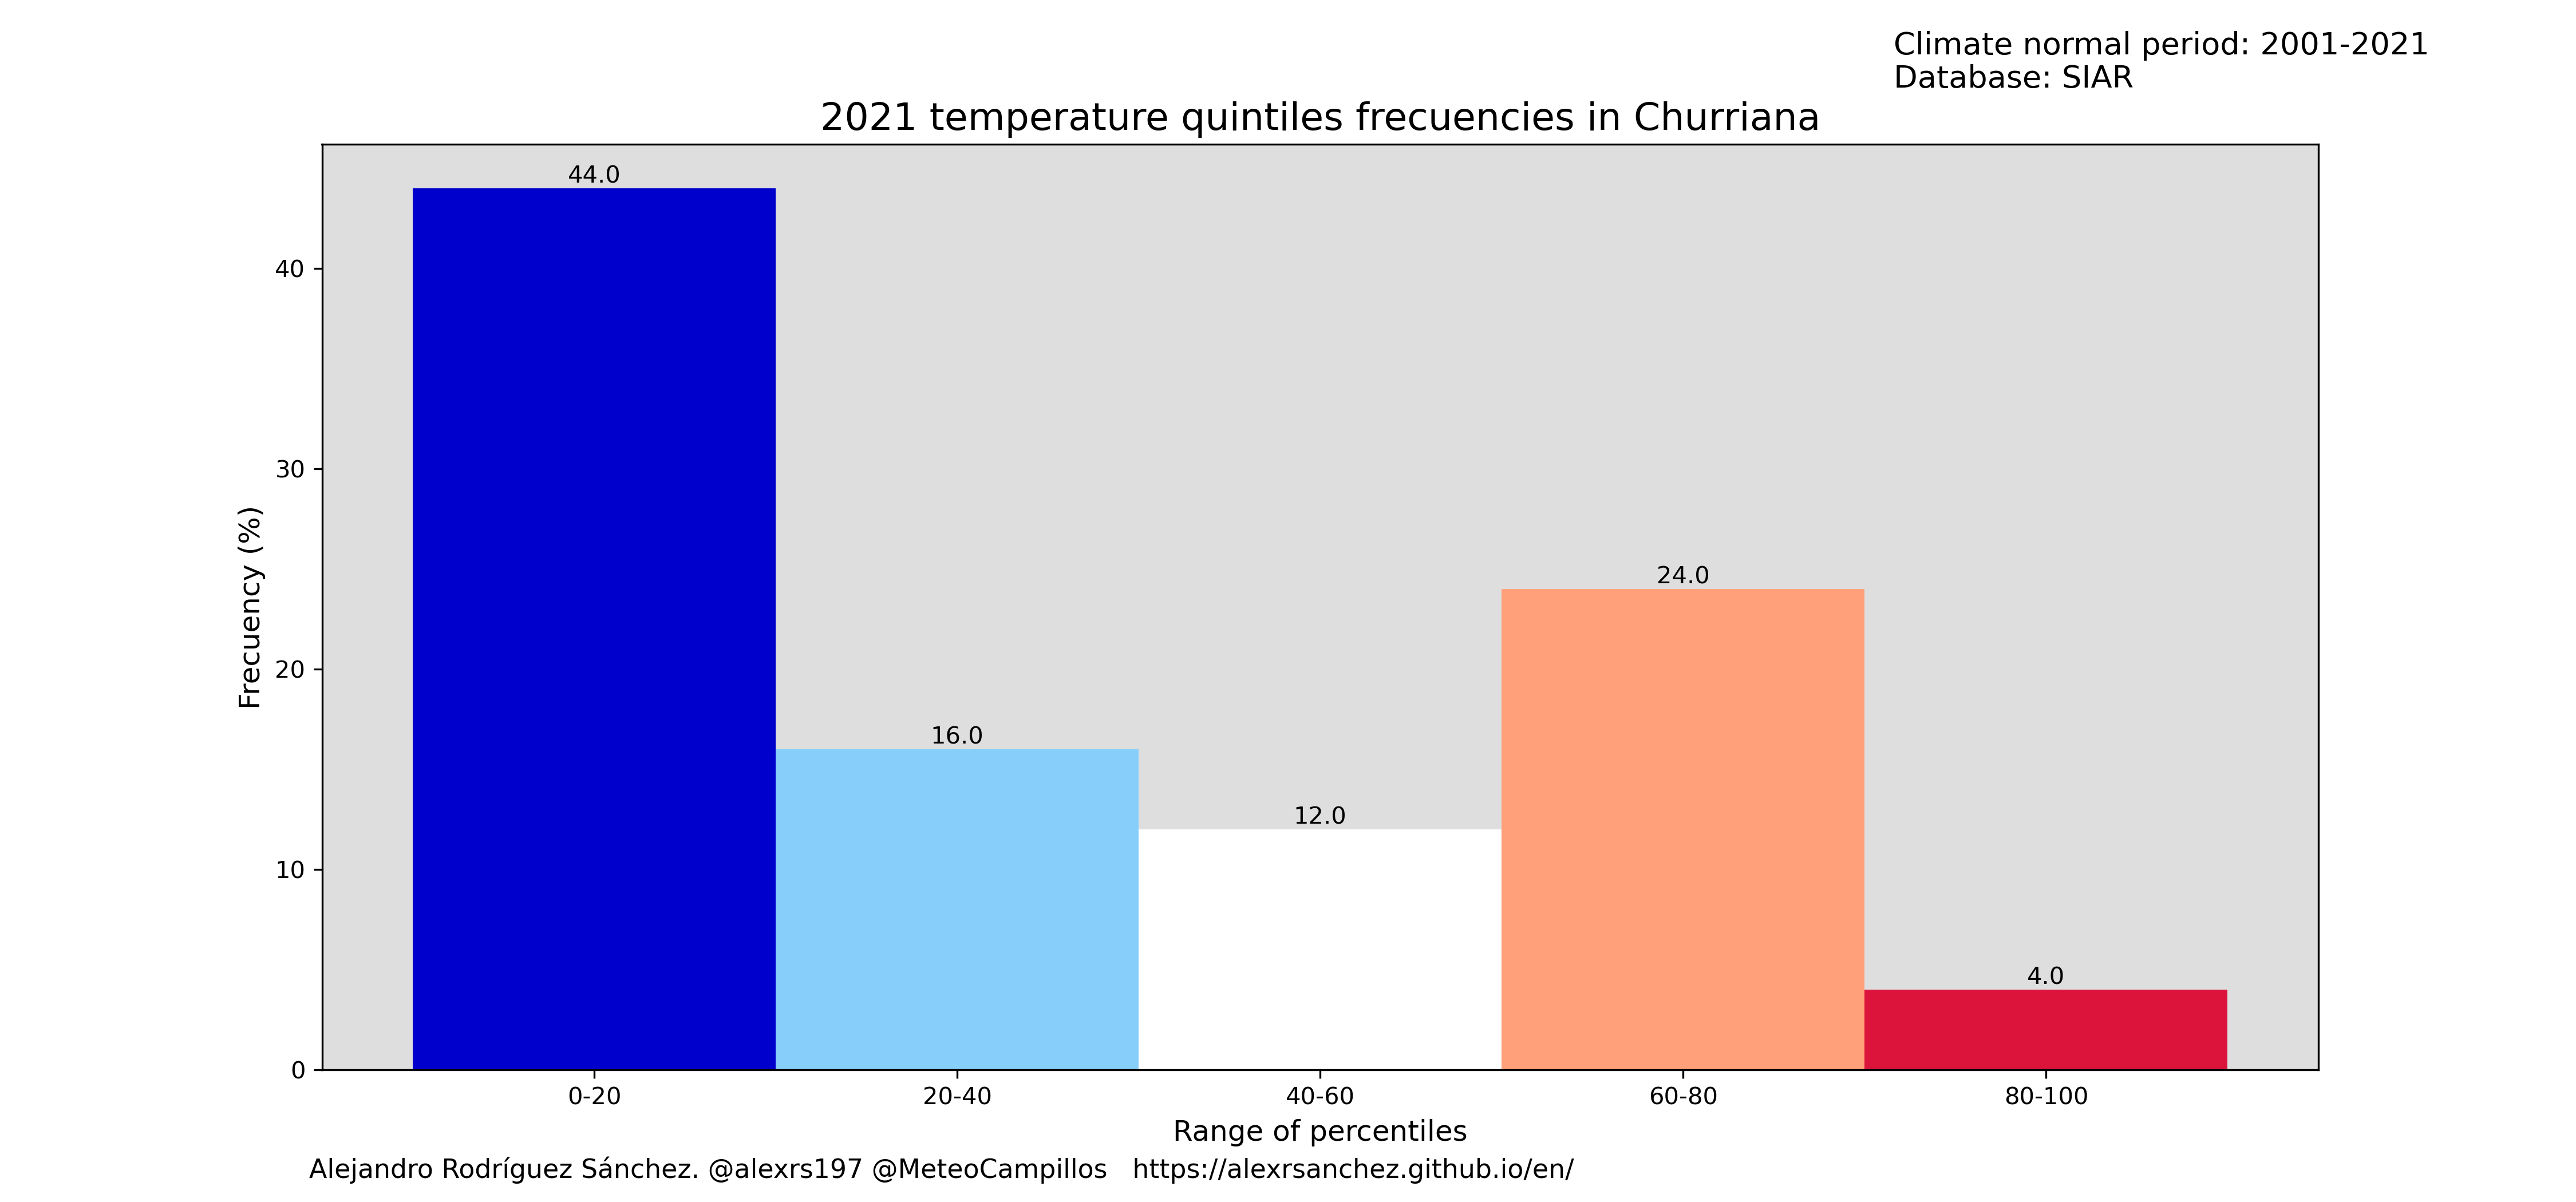 Climate normal period: 2001-2021
Database: SIAR
2021 temperature quintiles frecuencies in Churriana
44.0
40
30
24.0
Frecuency (%)
20
16.0
12.0
10
4.0
0
0-20 20-40 40-60 60-80 80-100
Range of percentiles
Alejandro Rodríguez Sánchez. @alexrs197 @MeteoCampillos https://alexrsanchez.github.io/en/